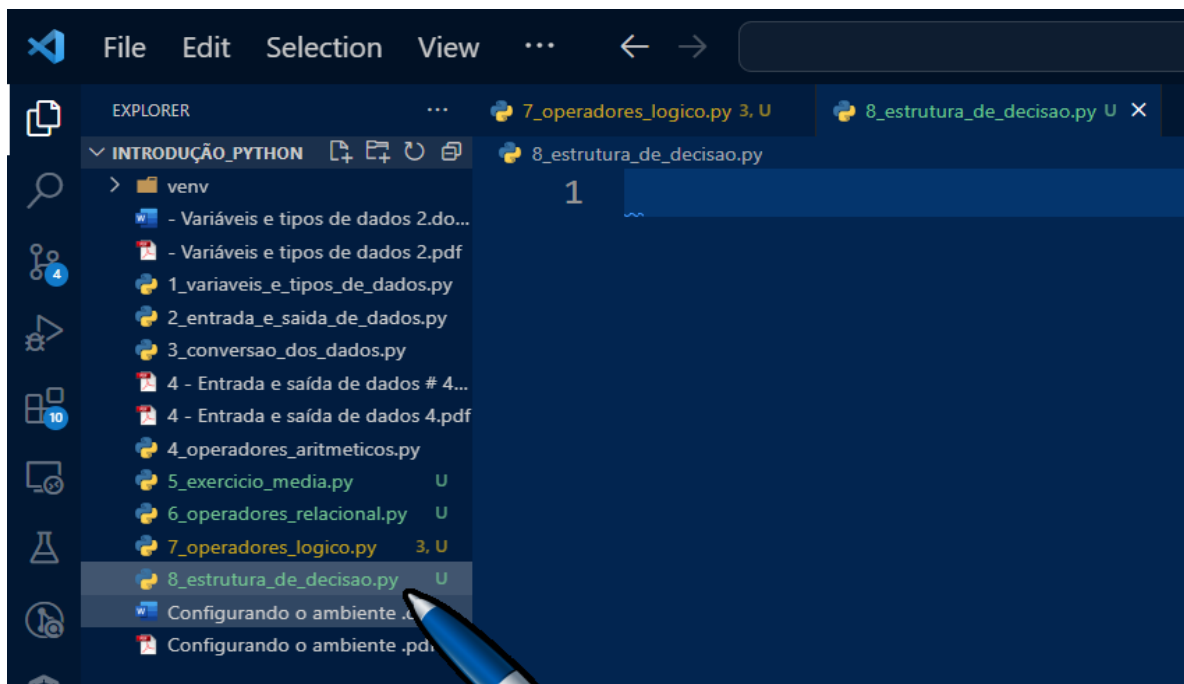 File Edit Selection View ...
EXPLORER ...
7_operadores_logico.py 3, U
8_estrutura_de_decisao.py U
INTRODUÇÃO_PYTHON
8_estrutura_de_decisao.py
1
venv
- Variáveis e tipos de dados 2.do...
- Variáveis e tipos de dados 2.pdf
1_variaveis_e_tipos_de_dados.py
2_entrada_e_saida_de_dados.py
3_conversao_dos_dados.py
4 - Entrada e saída de dados # 4...
4 - Entrada e saída de dados 4.pdf
4_operadores_aritmeticos.py
5_exercicio_media.py U
6_operadores_relacional.py U
7_operadores_logico.py 3, U
8_estrutura_de_decisao.py U
Configurando o ambiente
Configurando o ambiente .pd
4
10